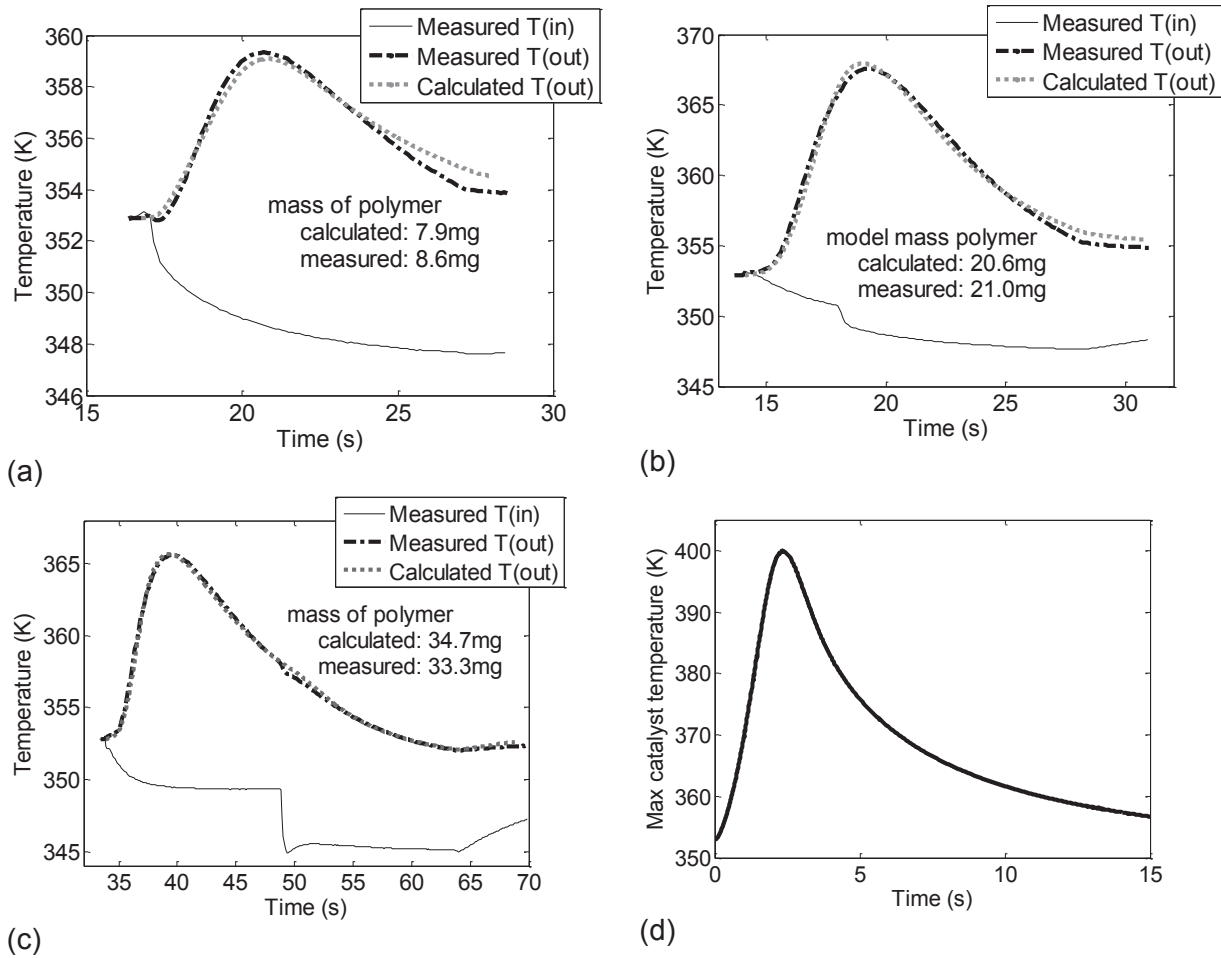 Measured T(in)
Measured T(out)
Calculated T(out)
360
358
356
354
352
350
348
346
Temperature (K)
mass of polymer
calculated: 7.9mg
measured: 8.6mg
15
20
25
30
Time (s)
(a)
Measured T(in)
Measured T(out)
Calculated T(out)
370
365
360
355
350
345
Temperature (K)
model mass polymer
calculated: 20.6mg
measured: 21.0mg
15
20
25
30
Time (s)
(b)
Measured T(in)
Measured T(out)
Calculated T(out)
365
360
355
350
345
Temperature (K)
mass of polymer
calculated: 34.7mg
measured: 33.3mg
35
40
45
50
55
60
65
70
Time (s)
(c)
400
390
380
370
360
350
Max catalyst temperature (K)
0
5
10
15
Time (s)
(d)